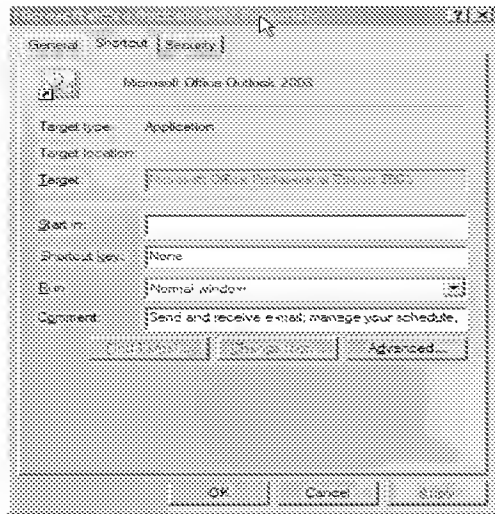 General Shortcut Security
Microsoft Office Outlook 2003
Target type: Application
Target location:
Target:
Start in:
Shortcut key: None
Run: Normal window
Comment: Send and receive e-mail; manage your schedule,
Advanced...
OK Cancel Apply